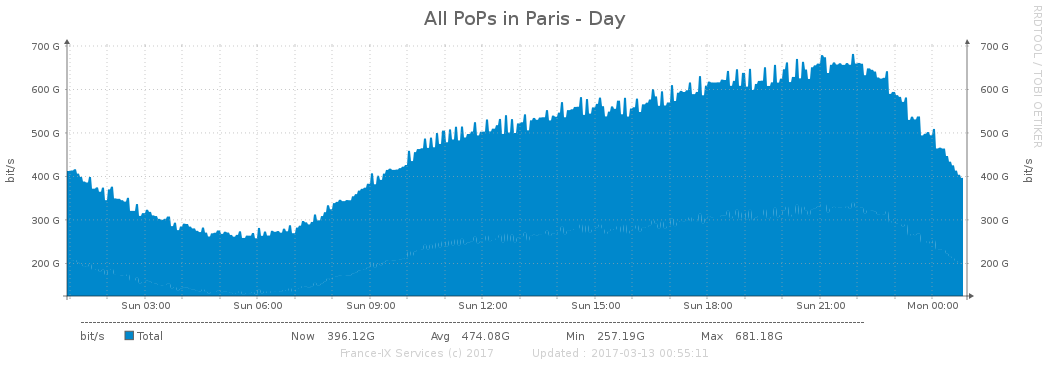 All PoPs in Paris - Day
RRDTOOL / TOBI OETIKER
bit/s
700 G 700 G
600 G 600 G
500 G 500 G
400 G 400 G
300 G 300 G
200 G 200 G
bit/s
Sun 03:00 Sun 06:00 Sun 09:00 Sun 12:00 Sun 15:00 Sun 18:00 Sun 21:00 Mon 00:00
bit/s Total Now 396.12G Avg 474.08G Min 257.19G Max 681.18G
France-IX Services (c) 2017 Updated : 2017-03-13 00:55:11